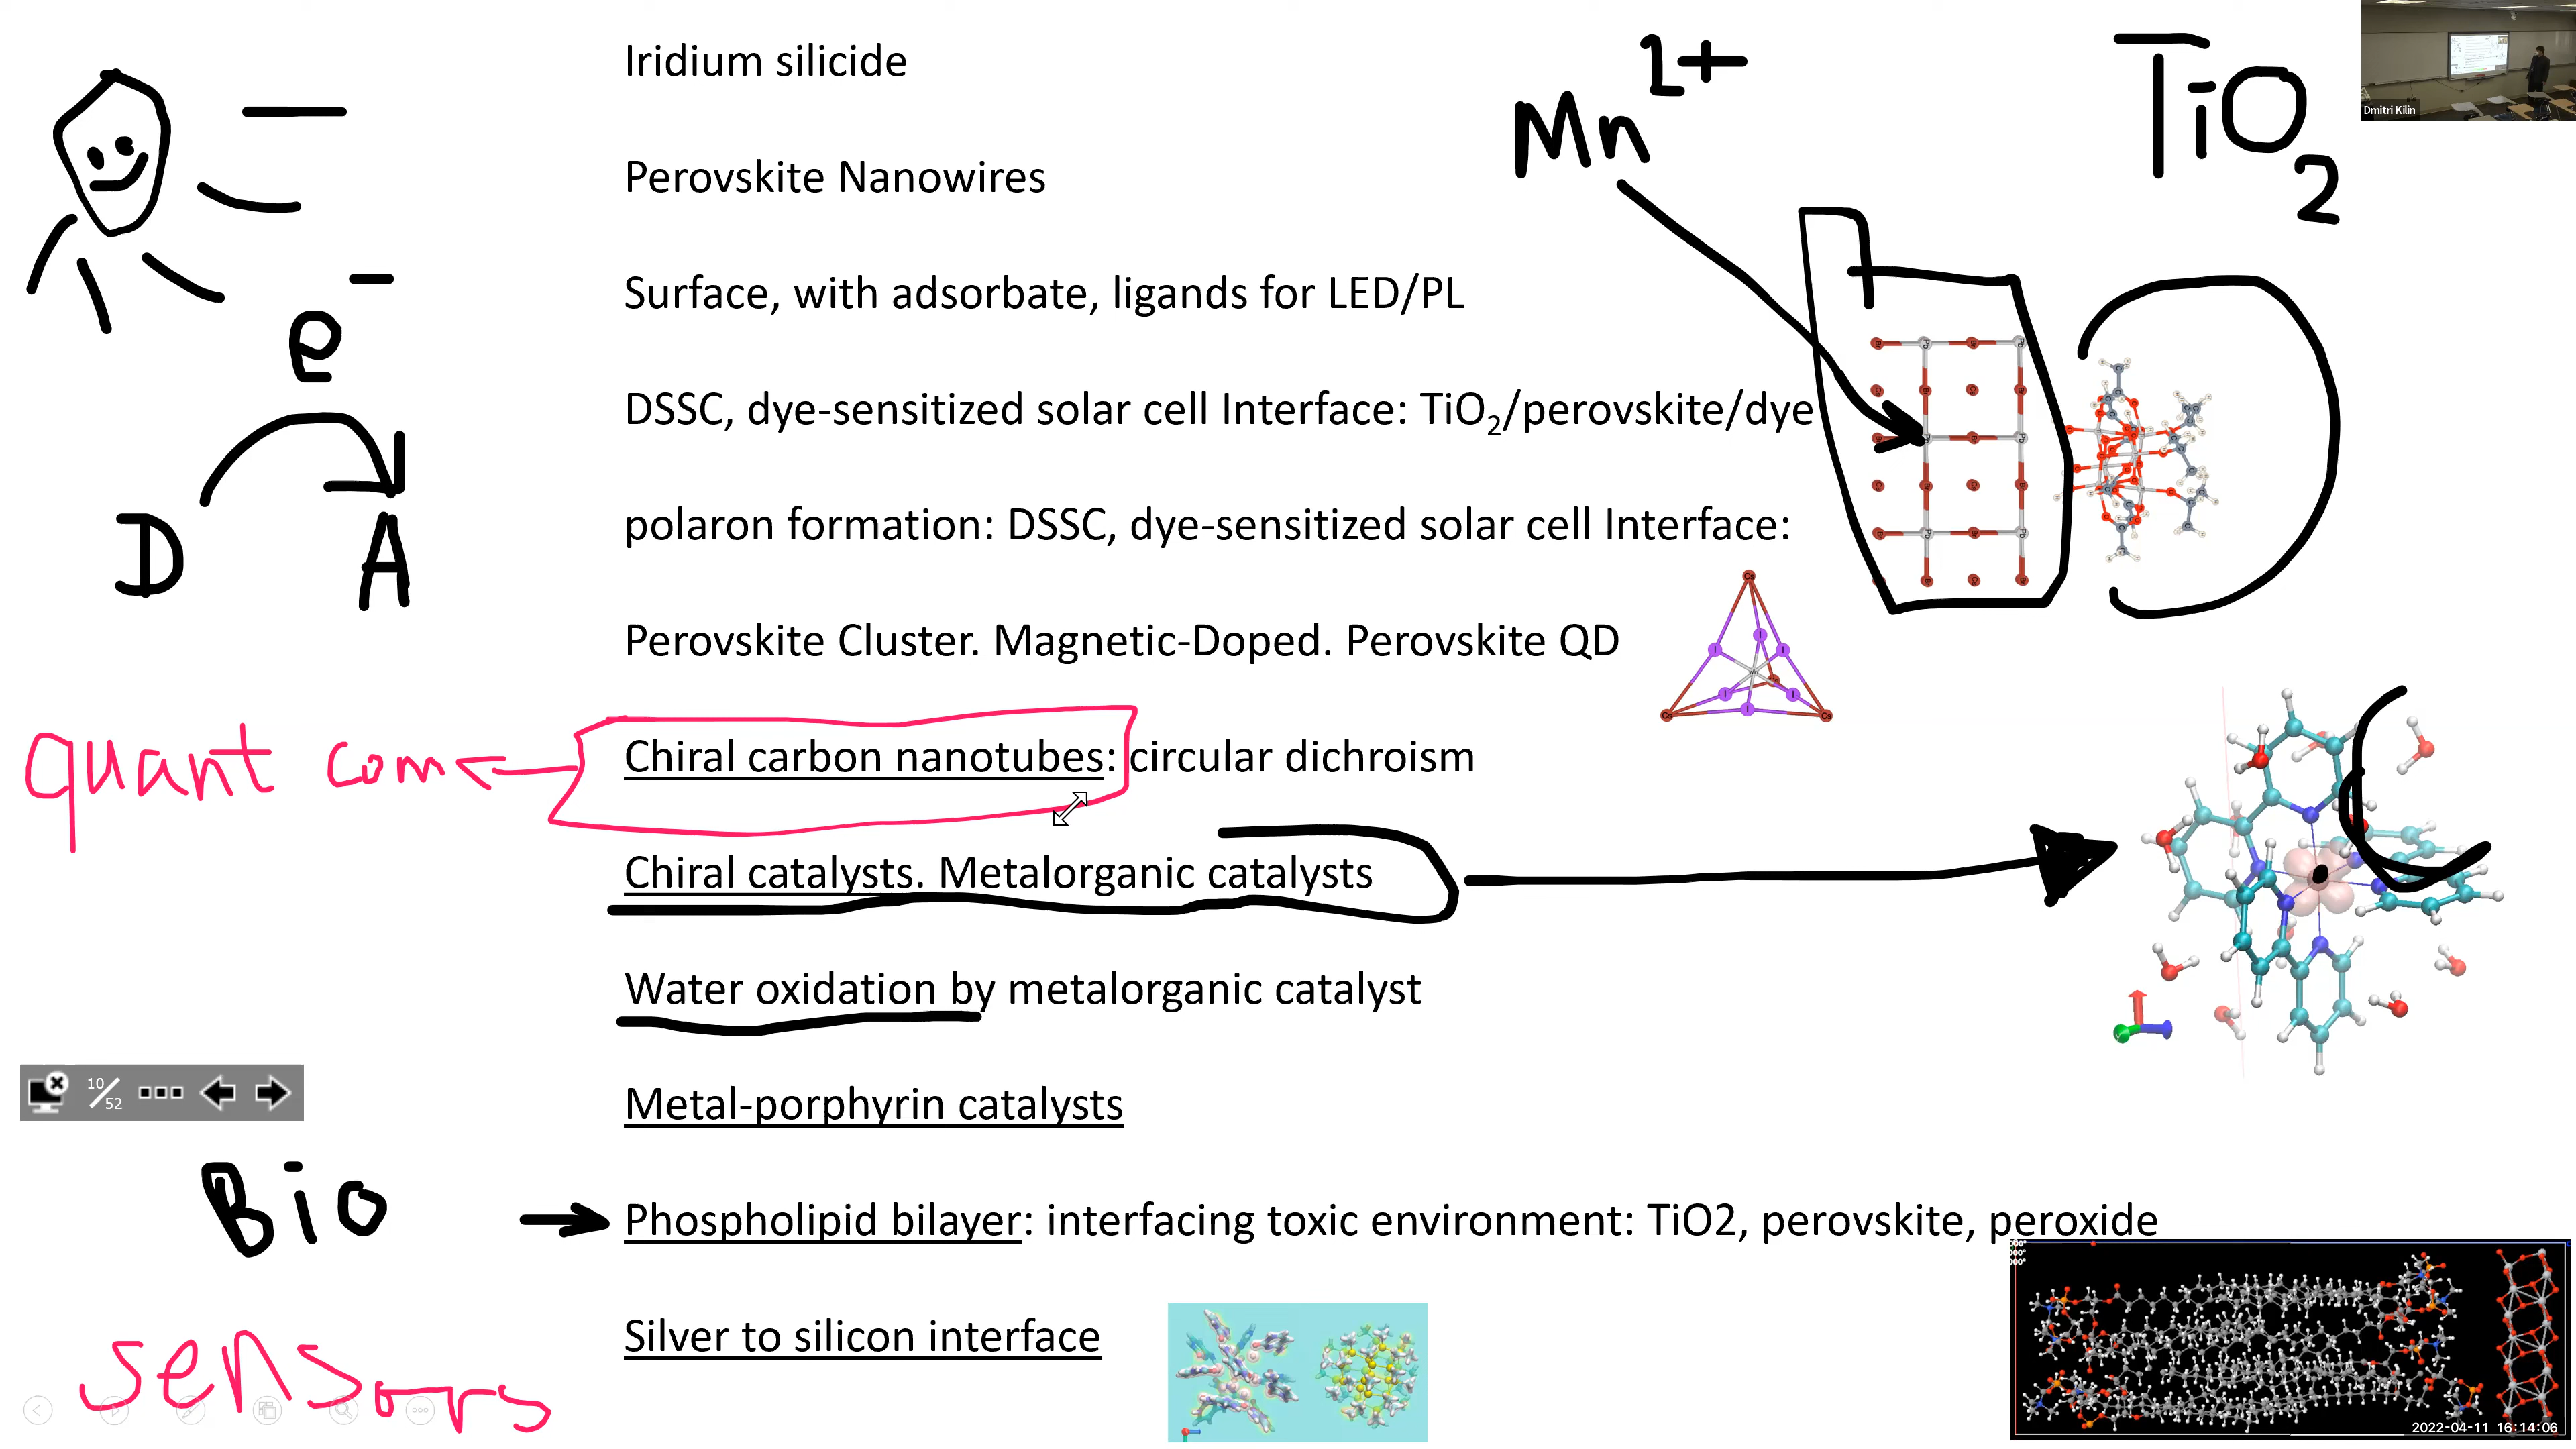 Iridium silicide
Mn 2+
TiO2
Dmitri Kilin
Perovskite Nanowires
Surface, with adsorbate, ligands for LED/PL
e-
D A
DSSC, dye-sensitized solar cell Interface: TiO2/perovskite/dye
polaron formation: DSSC, dye-sensitized solar cell Interface:
Perovskite Cluster. Magnetic-Doped. Perovskite QD
quant com
Chiral carbon nanotubes: circular dichroism
Chiral catalysts. Metalorganic catalysts
Water oxidation by metalorganic catalyst
10/52
Metal-porphyrin catalysts
Bio
Phospholipid bilayer: interfacing toxic environment: TiO2, perovskite, peroxide
Silver to silicon interface
sensors
2022-04-11 16:14:06